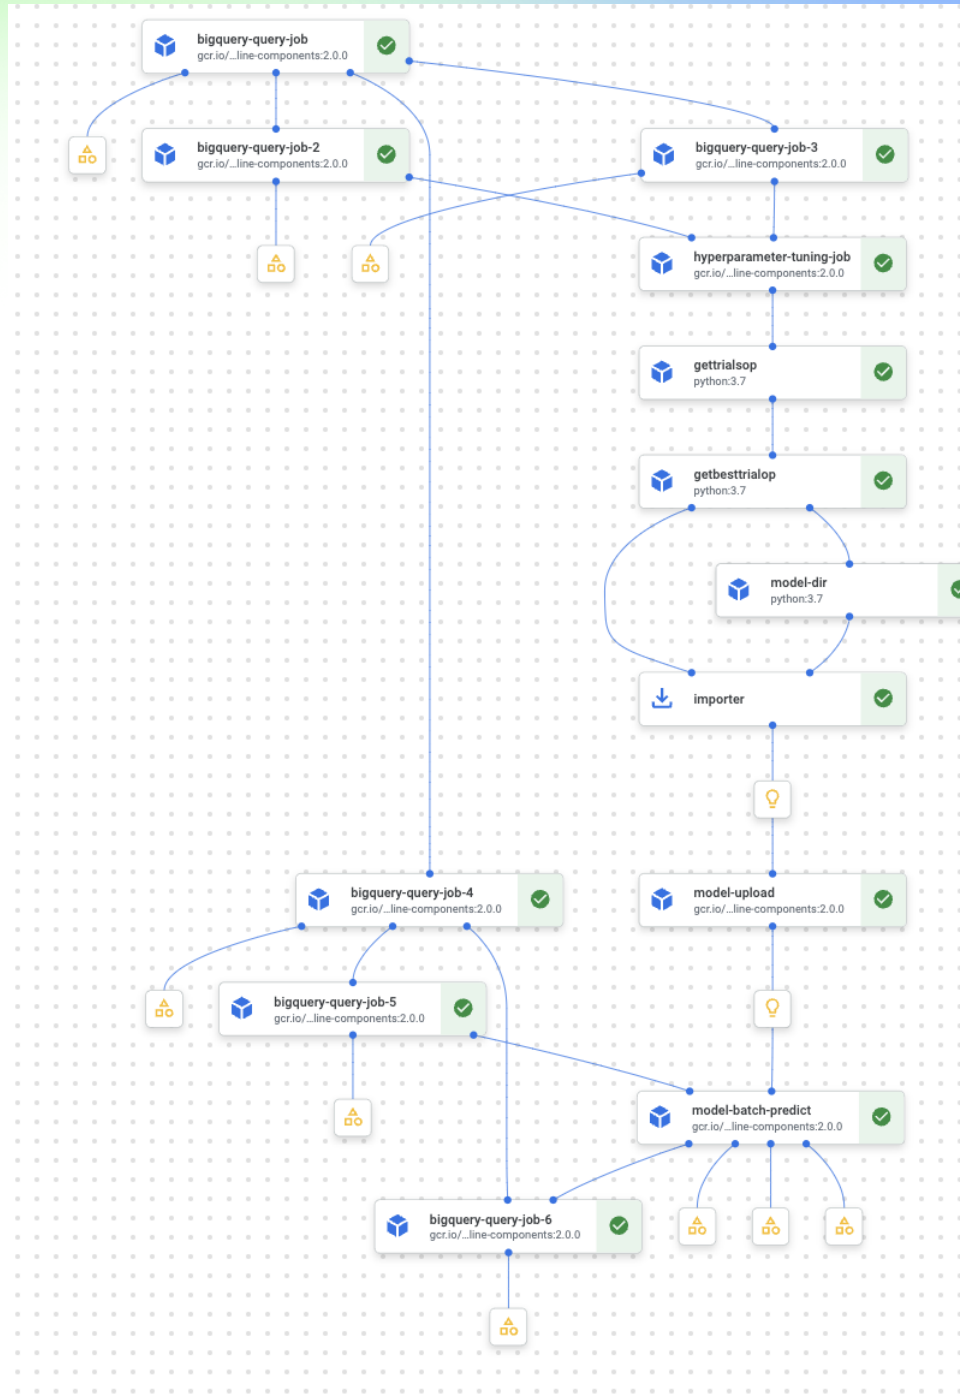 bigquery-query-job
gcr.io/...line-components:2.0.0
bigquery-query-job-2
gcr.io/...line-components:2.0.0
bigquery-query-job-3
gcr.io/...line-components:2.0.0
hyperparameter-tuning-job
gcr.io/...line-components:2.0.0
gettrialsop
python:3.7
getbesttrialop
python:3.7
model-dir
python:3.7
importer
bigquery-query-job-4
gcr.io/...line-components:2.0.0
model-upload
gcr.io/...line-components:2.0.0
bigquery-query-job-5
gcr.io/...line-components:2.0.0
model-batch-predict
gcr.io/...line-components:2.0.0
bigquery-query-job-6
gcr.io/...line-components:2.0.0